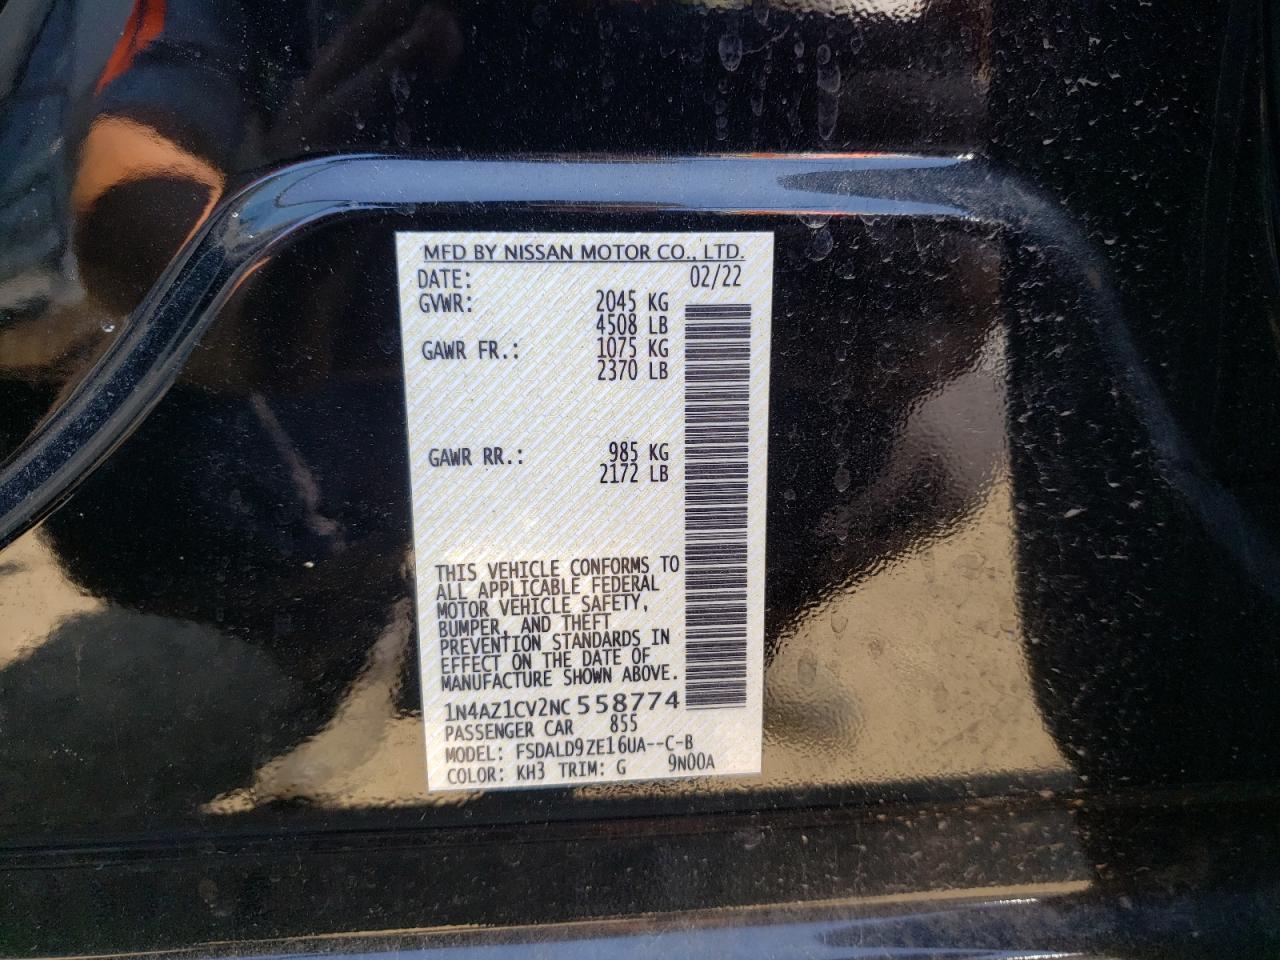 MFD BY NISSAN MOTOR CO., LTD.
DATE: 02/22
GVWR: 2045 KG
4508 LB
GAWR FR.: 1075 KG
2370 LB
GAWR RR.: 985 KG
2172 LB
THIS VEHICLE CONFORMS TO
ALL APPLICABLE FEDERAL
MOTOR VEHICLE SAFETY,
BUMPER, AND THEFT
PREVENTION STANDARDS IN
EFFECT ON THE DATE OF
MANUFACTURE SHOWN ABOVE.
1N4AZ1CV2NC558774
PASSENGER CAR 855
MODEL: FSDALD9ZE16UA--C-B
COLOR: KH3 TRIM: G 9N00A